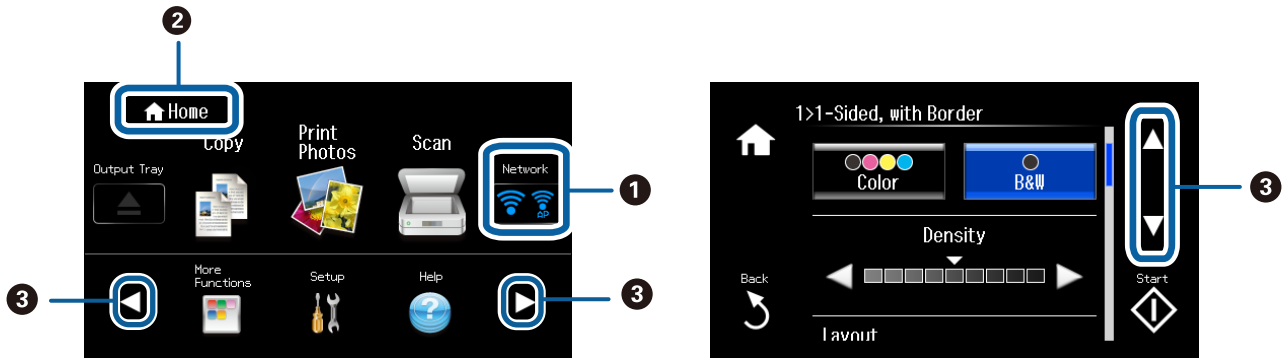 2
Home
Copy
Print
Photos
Scan
Output Tray
Network
AP
1
More
Functions
Setup
Help
3
3
1>1-Sided, with Border
Color
B&W
3
Density
Back
Start
Layout